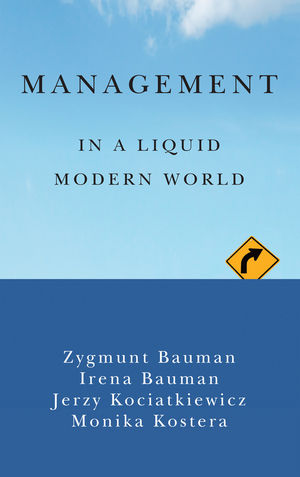 MANAGEMENT
IN A LIQUID
MODERN WORLD
Zygmunt Bauman
Irena Bauman
Jerzy Kociatkiewicz
Monika Kostera